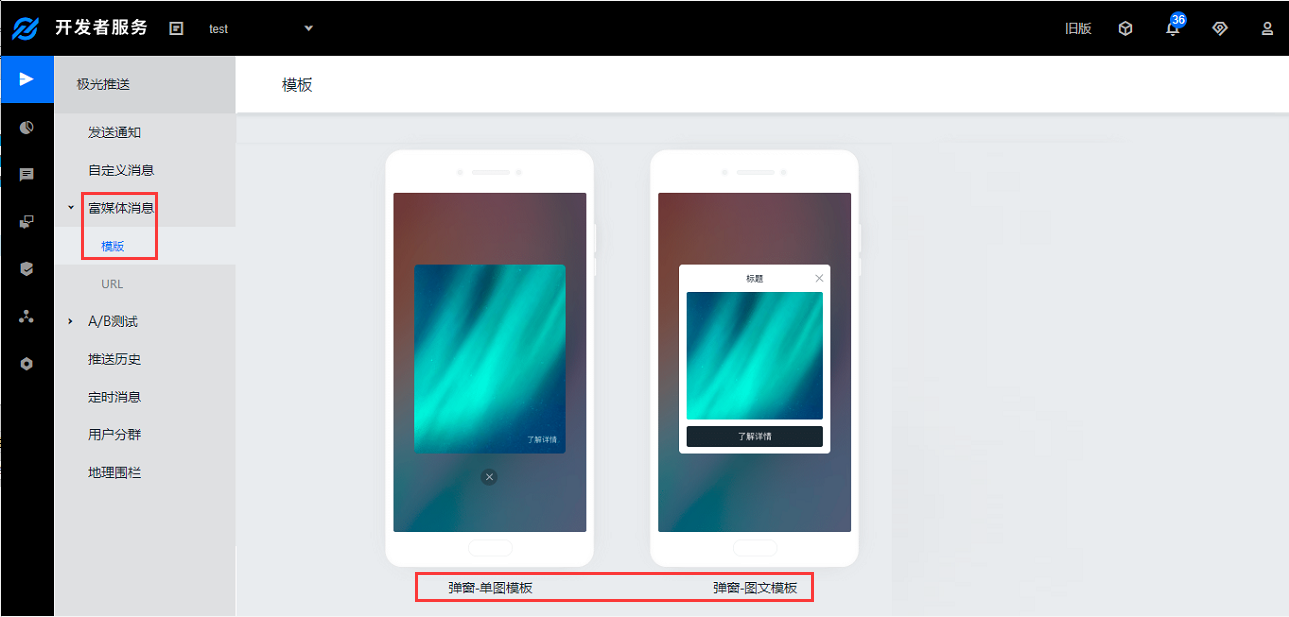 开发者服务
test
旧版
36
极光推送
模板
发送通知
自定义消息
富媒体消息
模版
URL
A/B测试
推送历史
定时消息
用户分群
地理围栏
了解详情
标题
了解详情
弹窗-单图模板
弹窗-图文模板